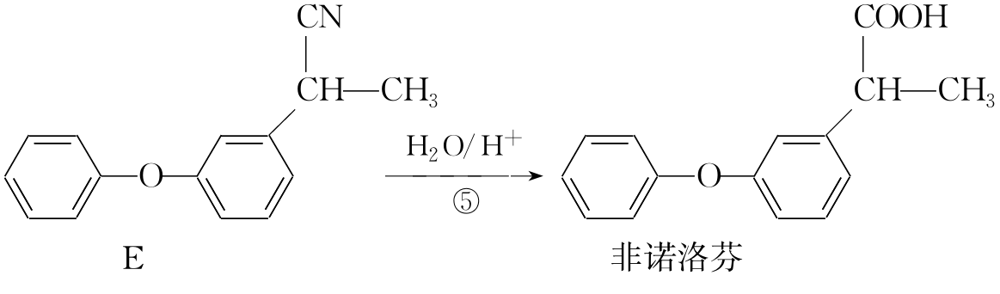 CN
COOH
CH—CH₃
CH—CH₃
H₂O/H⁺
O
O
⑤
E
非诺洛芬